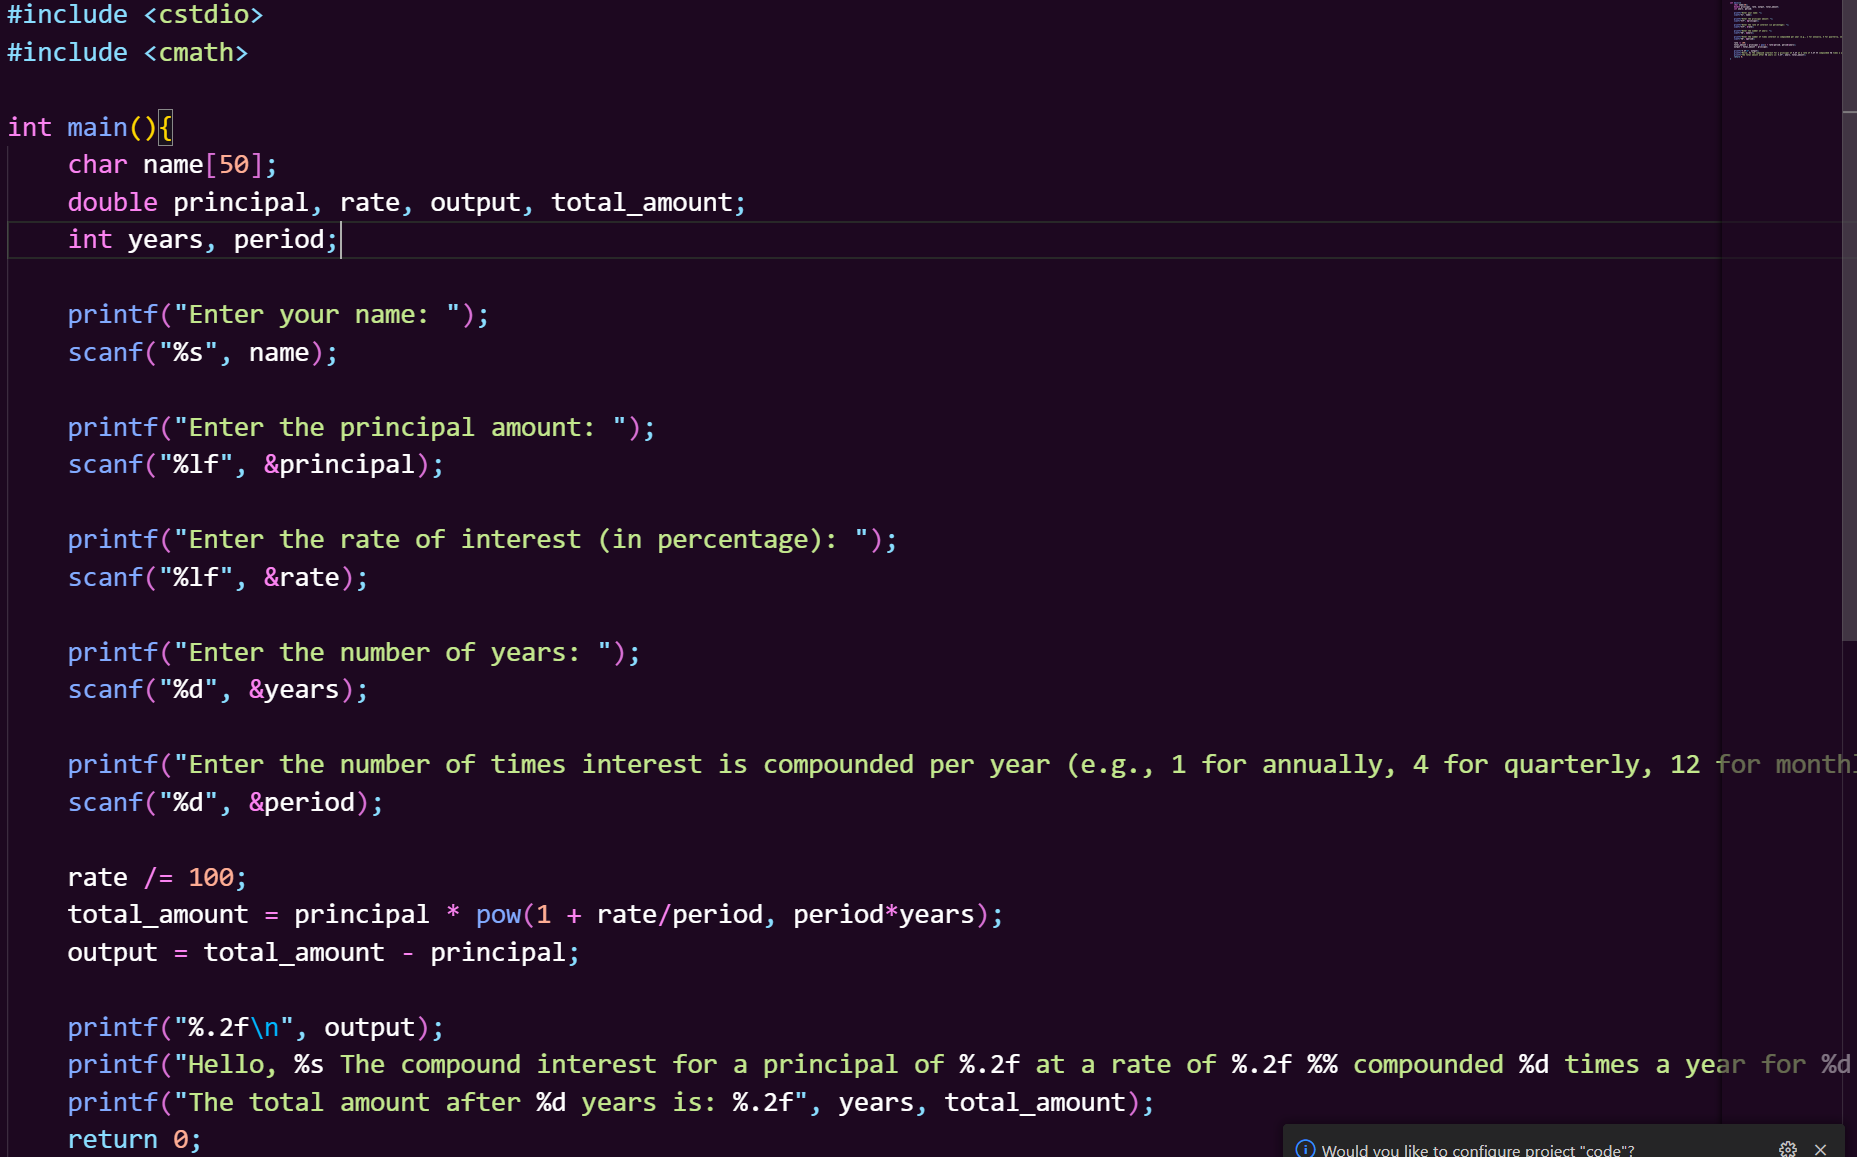 #include <cstdio>
#include <cmath>
int main(){
    char name[50];
    double principal, rate, output, total_amount;
    int years, period;
    printf("Enter your name: ");
    scanf("%s", name);
    printf("Enter the principal amount: ");
    scanf("%lf", &principal);
    printf("Enter the rate of interest (in percentage): ");
    scanf("%lf", &rate);
    printf("Enter the number of years: ");
    scanf("%d", &years);
    printf("Enter the number of times interest is compounded per year (e.g., 1 for annually, 4 for quarterly, 12 for monthl
    scanf("%d", &period);
    rate /= 100;
    total_amount = principal * pow(1 + rate/period, period*years);
    output = total_amount - principal;
    printf("%.2f\n", output);
    printf("Hello, %s The compound interest for a principal of %.2f at a rate of %.2f %% compounded %d times a year for %d
    printf("The total amount after %d years is: %.2f", years, total_amount);
    return 0;
Would you like to configure project "code"?